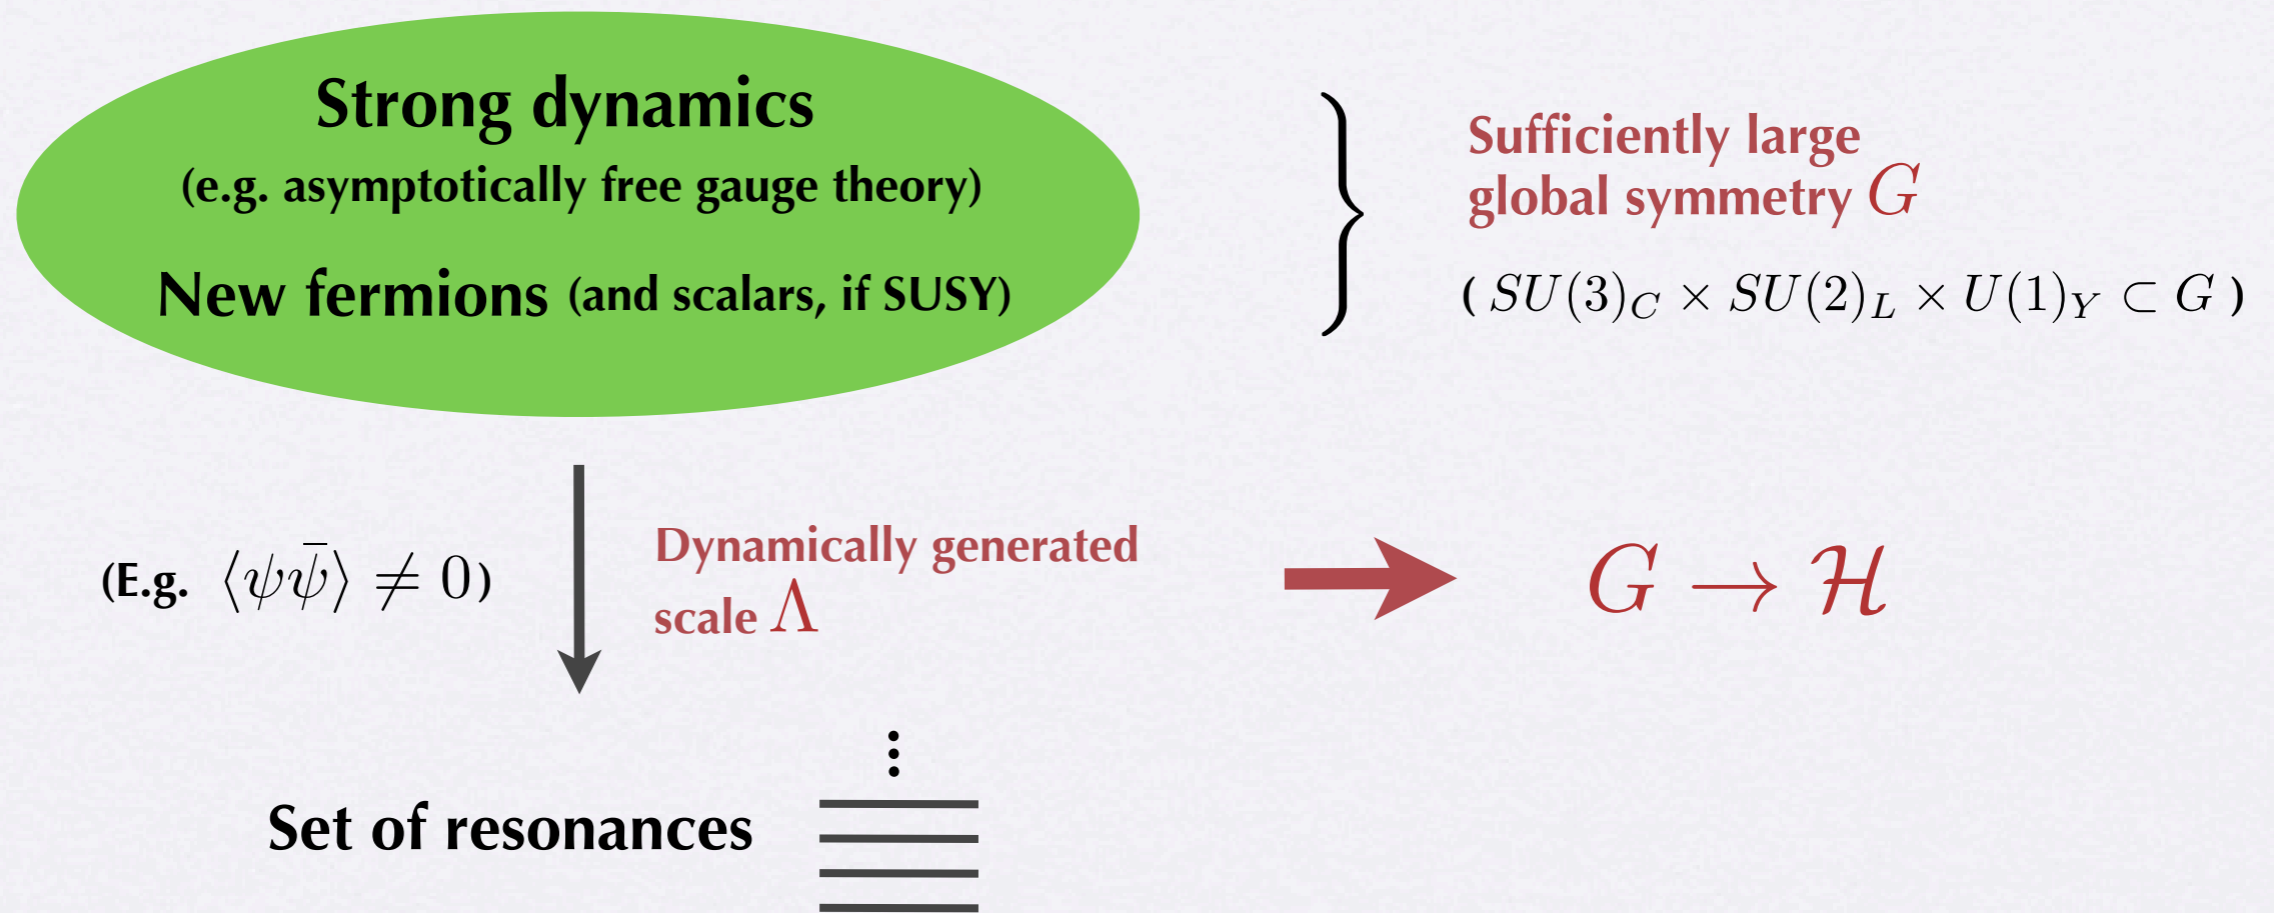 Strong dynamics
(e.g. asymptotically free gauge theory)
New fermions (and scalars, if SUSY)
Sufficiently large
global symmetry G
( SU(3)_C × SU(2)_L × U(1)_Y ⊂ G )
(E.g. ⟨ψψ̄⟩ ≠ 0)
Dynamically generated
scale Λ
G → ℋ
Set of resonances